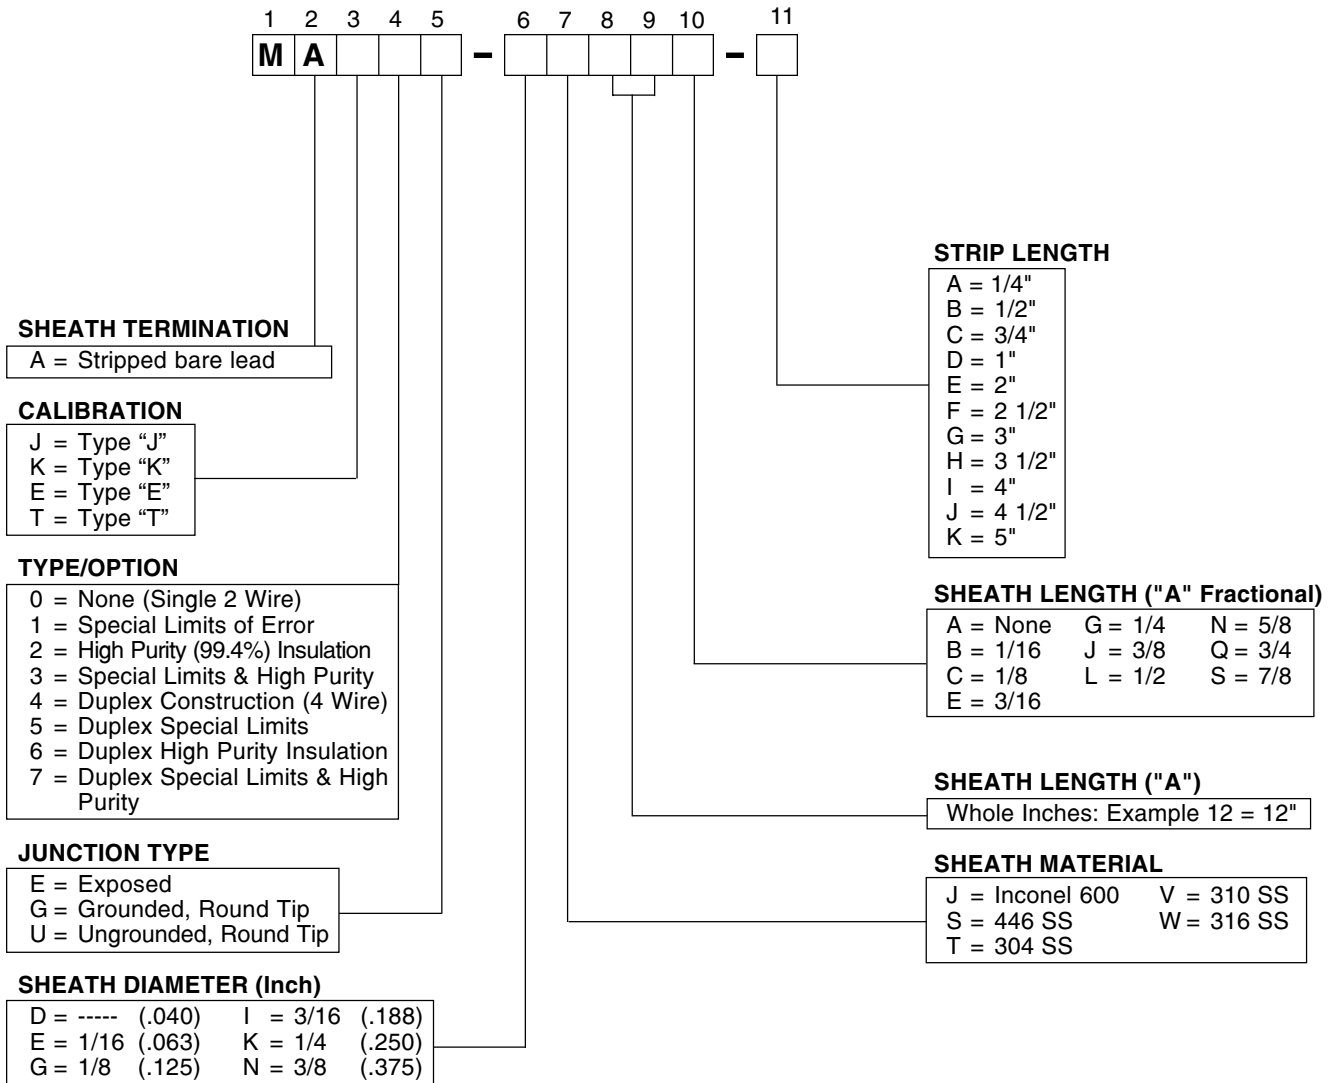 1 2 3 4 5 6 7 8 9 10 11
M A – –
STRIP LENGTH
A = 1/4"
B = 1/2"
C = 3/4"
D = 1"
E = 2"
F = 2 1/2"
G = 3"
H = 3 1/2"
I = 4"
J = 4 1/2"
K = 5"
SHEATH TERMINATION
A = Stripped bare lead
CALIBRATION
J = Type “J”
K = Type “K”
E = Type “E”
T = Type “T”
TYPE/OPTION
0 = None (Single 2 Wire)
1 = Special Limits of Error
2 = High Purity (99.4%) Insulation
3 = Special Limits & High Purity
4 = Duplex Construction (4 Wire)
5 = Duplex Special Limits
6 = Duplex High Purity Insulation
7 = Duplex Special Limits & High
Purity
SHEATH LENGTH ("A" Fractional)
A = None G = 1/4 N = 5/8
B = 1/16 J = 3/8 Q = 3/4
C = 1/8 L = 1/2 S = 7/8
E = 3/16
SHEATH LENGTH ("A")
Whole Inches: Example 12 = 12"
JUNCTION TYPE
E = Exposed
G = Grounded, Round Tip
U = Ungrounded, Round Tip
SHEATH MATERIAL
J = Inconel 600 V = 310 SS
S = 446 SS W = 316 SS
T = 304 SS
SHEATH DIAMETER (Inch)
D = ----- (.040) I = 3/16 (.188)
E = 1/16 (.063) K = 1/4 (.250)
G = 1/8 (.125) N = 3/8 (.375)